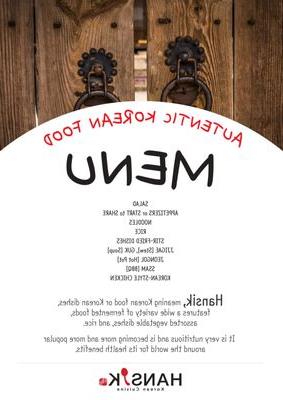 AUTENTIC KOREAN FOOD
MENU
SALAD
APPETIZERS or START to SHARE
NOODLES
RICE
STIR-FRIED DISHES
JJIGAE [Stew], GUK [Soup]
JEONGOL [Hot Pot]
SSAM [BBQ]
KOREAN-STYLE CHICKEN
Hansik, meaning Korean food or Korean dishes,
features a wide variety of fermented foods,
assorted vegetable dishes, and rice.
It is very nutritious and is becoming more and more popular
around the world for its health benefits.
HANSIK
Korean Cuisine